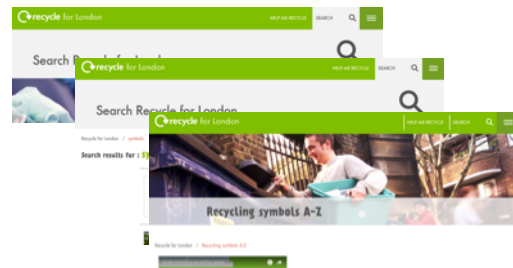 recycle for London HELP ME RECYCLE SEARCH
Search Recycle for London
recycle for London HELP ME RECYCLE SEARCH
Search Recycle for London
Recycle for London / symbols
Search results for :
recycle for London HELP ME RECYCLE SEARCH
Recycling symbols A-Z
Recycle for London / Recycling symbols A-Z